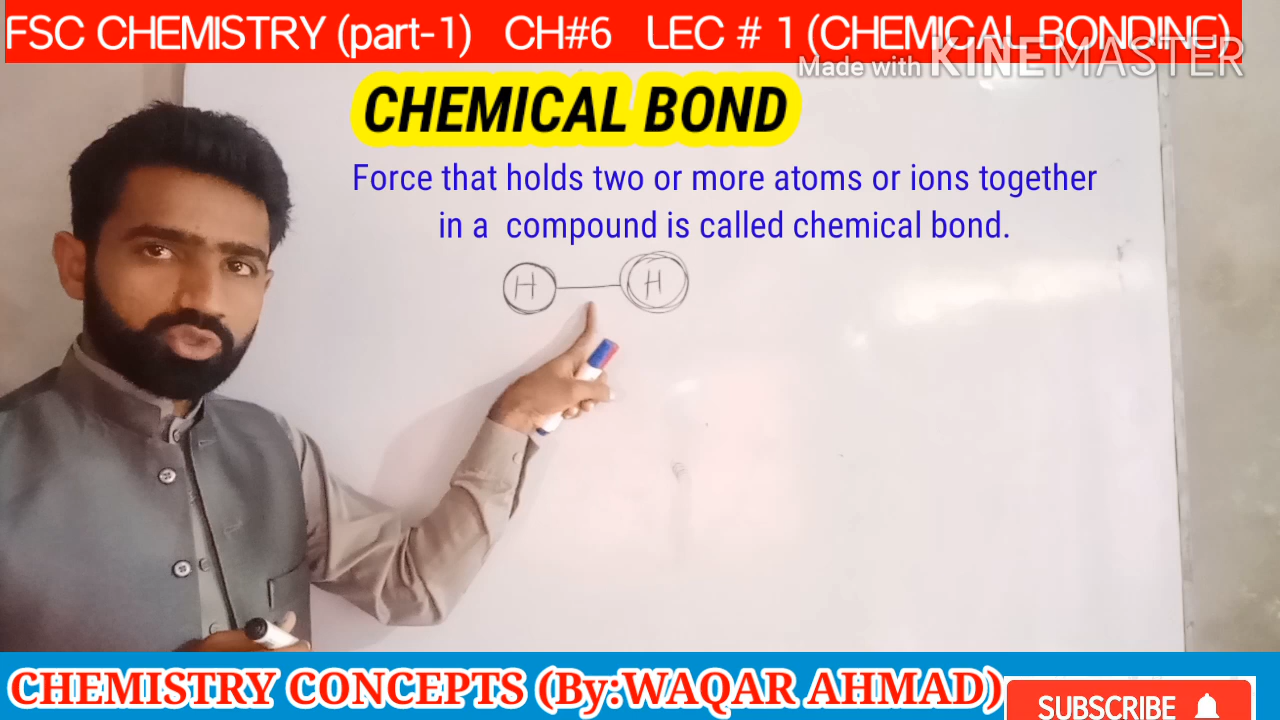 FSC CHEMISTRY (part-1) CH#6 LEC # 1 (CHEMICAL BONDING)
Made with KINEMASTER
CHEMICAL BOND
Force that holds two or more atoms or ions together
in a compound is called chemical bond.
H H
CHEMISTRY CONCEPTS (By:WAQAR AHMAD)
SUBSCRIBE